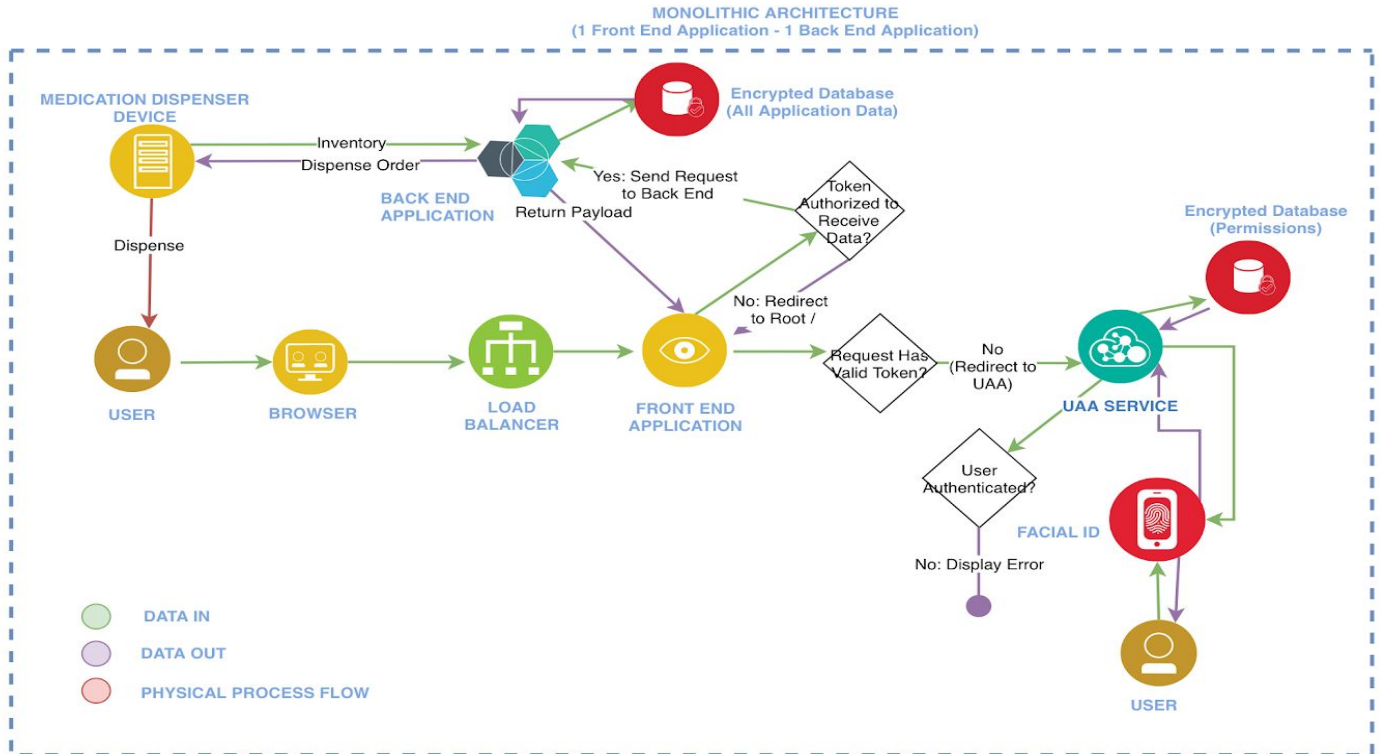 MONOLITHIC ARCHITECTURE
(1 Front End Application - 1 Back End Application)
MEDICATION DISPENSER
DEVICE
Encrypted Database
(All Application Data)
Inventory
Dispense Order
BACK END
APPLICATION
Yes: Send Request
to Back End
Token
Authorized to
Receive
Data?
Return Payload
Encrypted Database
(Permissions)
Dispense
No: Redirect
to Root /
Request Has
Valid Token?
No
(Redirect to
UAA)
USER
BROWSER
LOAD
BALANCER
FRONT END
APPLICATION
UAA SERVICE
User
Authenticated?
FACIAL ID
No: Display Error
DATA IN
DATA OUT
PHYSICAL PROCESS FLOW
USER